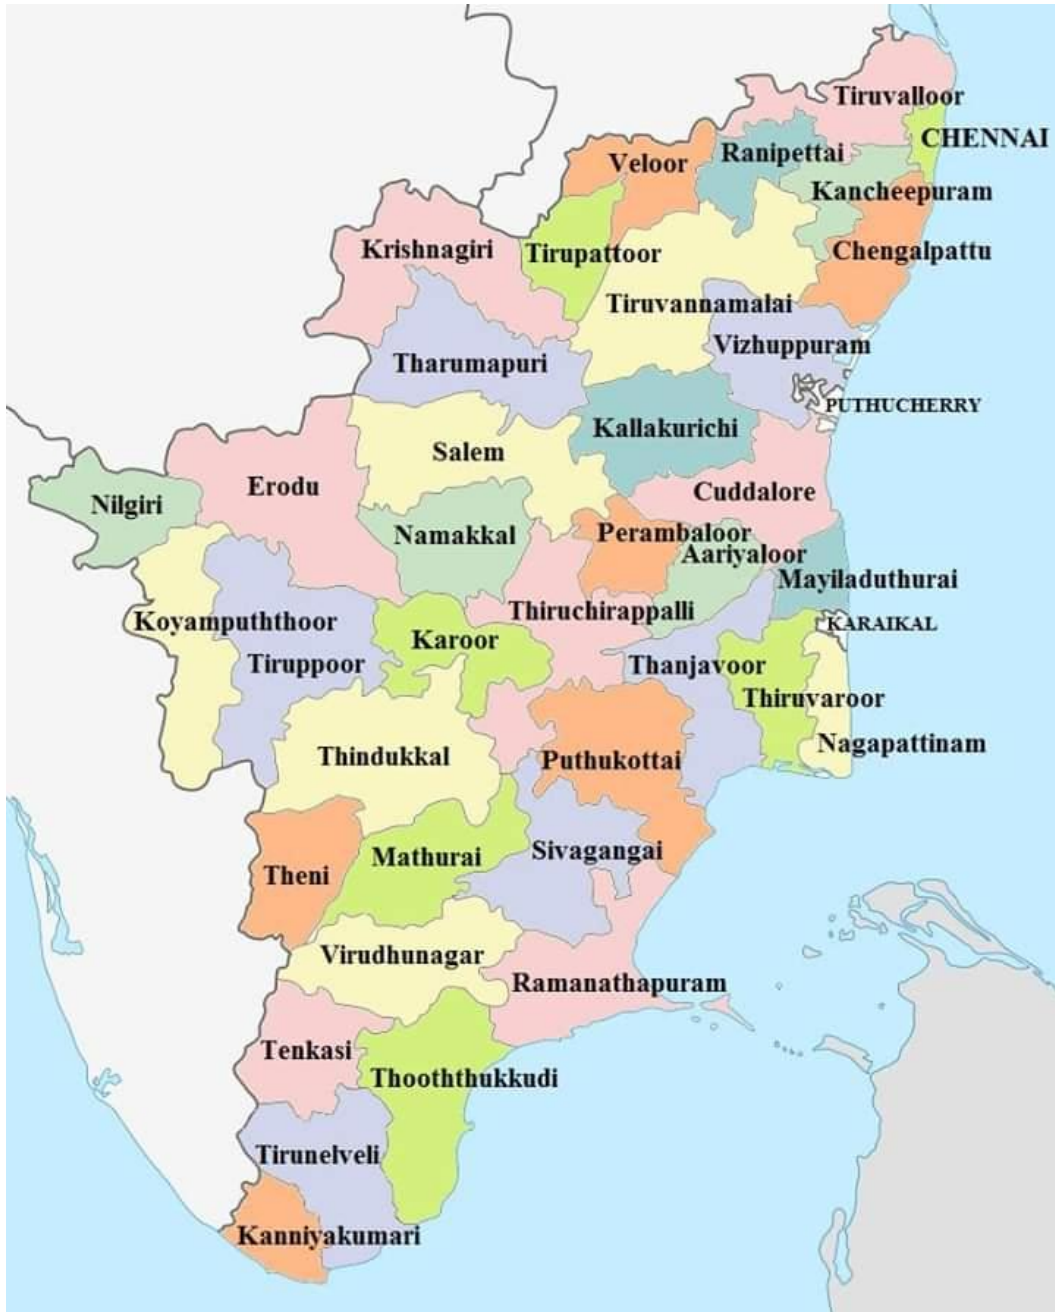 Tiruvalloor
CHENNAI
Veloor
Ranipettai
Kancheepuram
Krishnagiri
Tirupattoor
Chengalpattu
Tiruvannamalai
Vizhuppuram
Tharumapuri
PUTHUCHERRY
Kallakurichi
Salem
Erodu
Cuddalore
Nilgiri
Namakkal
Perambaloor
Aariyaloor
Mayiladuthurai
Thiruchirappalli
Koyampuththoor
KARAIKAL
Karoor
Tiruppoor
Thanjavoor
Thiruvaroor
Nagapattinam
Thindukkal
Puthukottai
Sivagangai
Mathurai
Theni
Virudhunagar
Ramanathapuram
Tenkasi
Thooththukkudi
Tirunelveli
Kanniyakumari